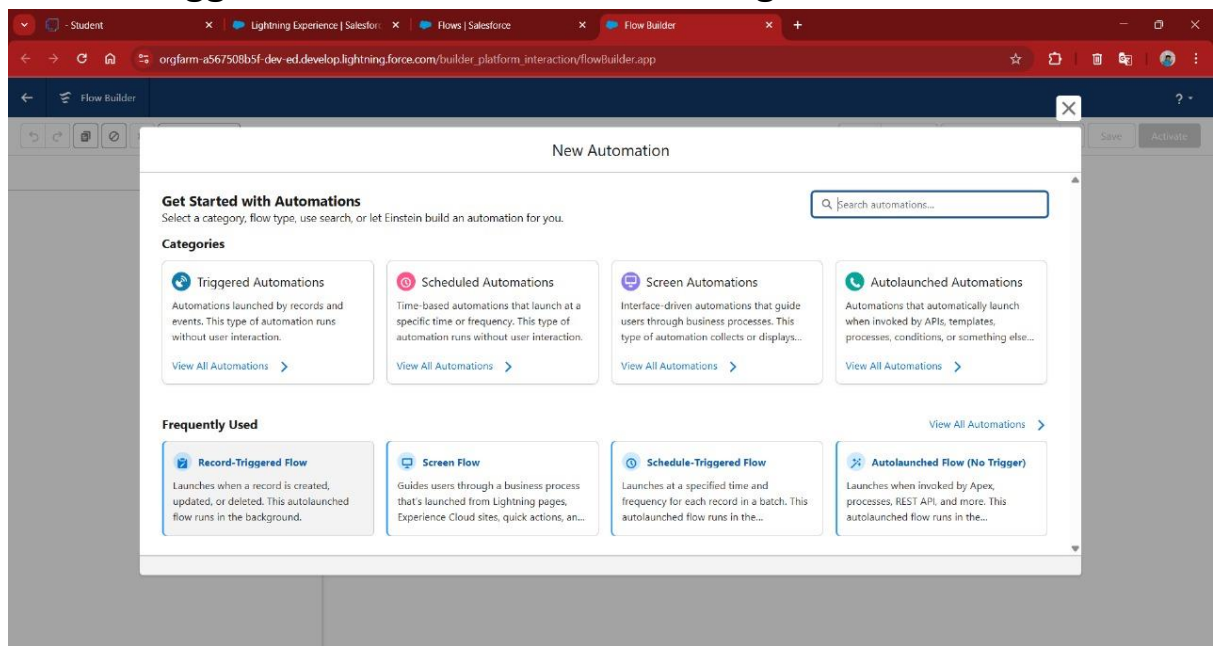 - Student
Lightning Experience | Salesforc
Flows | Salesforce
Flow Builder
orgfarm-a567508b5f-dev-ed.develop.lightning.force.com/builder_platform_interaction/flowBuilder.app
Flow Builder
?
Save
Activate
New Automation
Get Started with Automations
Select a category, flow type, use search, or let Einstein build an automation for you.
Search automations...
Categories
Triggered Automations
Automations launched by records and
events. This type of automation runs
without user interaction.
View All Automations
Scheduled Automations
Time-based automations that launch at a
specific time or frequency. This type of
automation runs without user interaction.
View All Automations
Screen Automations
Interface-driven automations that guide
users through business processes. This
type of automation collects or displays...
View All Automations
Autolaunched Automations
Automations that automatically launch
when invoked by APIs, templates,
processes, conditions, or something else...
View All Automations
Frequently Used
View All Automations
Record-Triggered Flow
Launches when a record is created,
updated, or deleted. This autolaunched
flow runs in the background.
Screen Flow
Guides users through a business process
that's launched from Lightning pages,
Experience Cloud sites, quick actions, an...
Schedule-Triggered Flow
Launches at a specified time and
frequency for each record in a batch. This
autolaunched flow runs in the...
Autolaunched Flow (No Trigger)
Launches when invoked by Apex,
processes, REST API, and more. This
autolaunched flow runs in the...